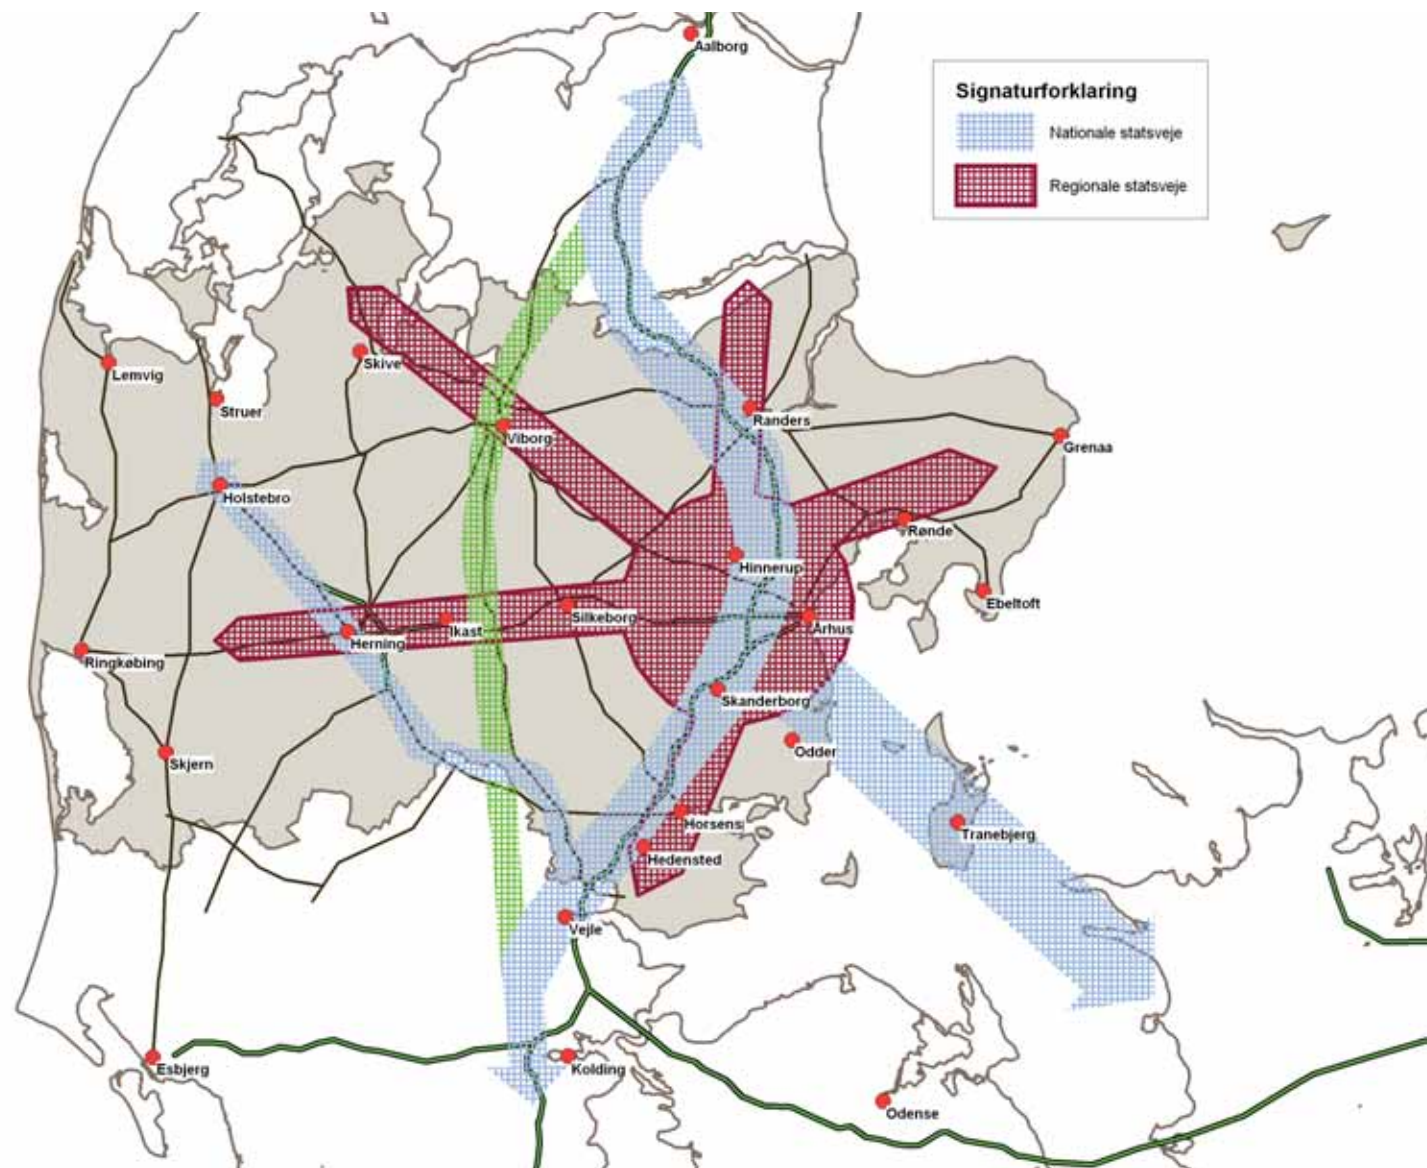 Aalborg
Signaturforklaring
Nationale statsveje
Regionale statsveje
Skive
Lemvig
Struer
Randers
Viborg
Grenaa
Holstebro
Rønde
Hinnerup
Ebeltoft
Silkeborg
Ikast
Århus
Herning
Ringkøbing
Skanderborg
Odder
Skjern
Horsens
Tranebjerg
Hedensted
Vejle
Esbjerg
Kolding
Odense